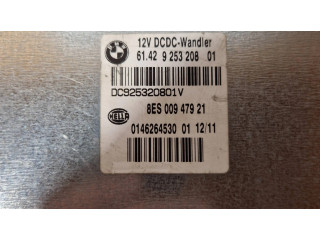 BMW
12V DCDC-Wandler
61.42 9 253 208 01
DC925320801V
8ES 009 479 21
HELLA
0146264530 01 12/11